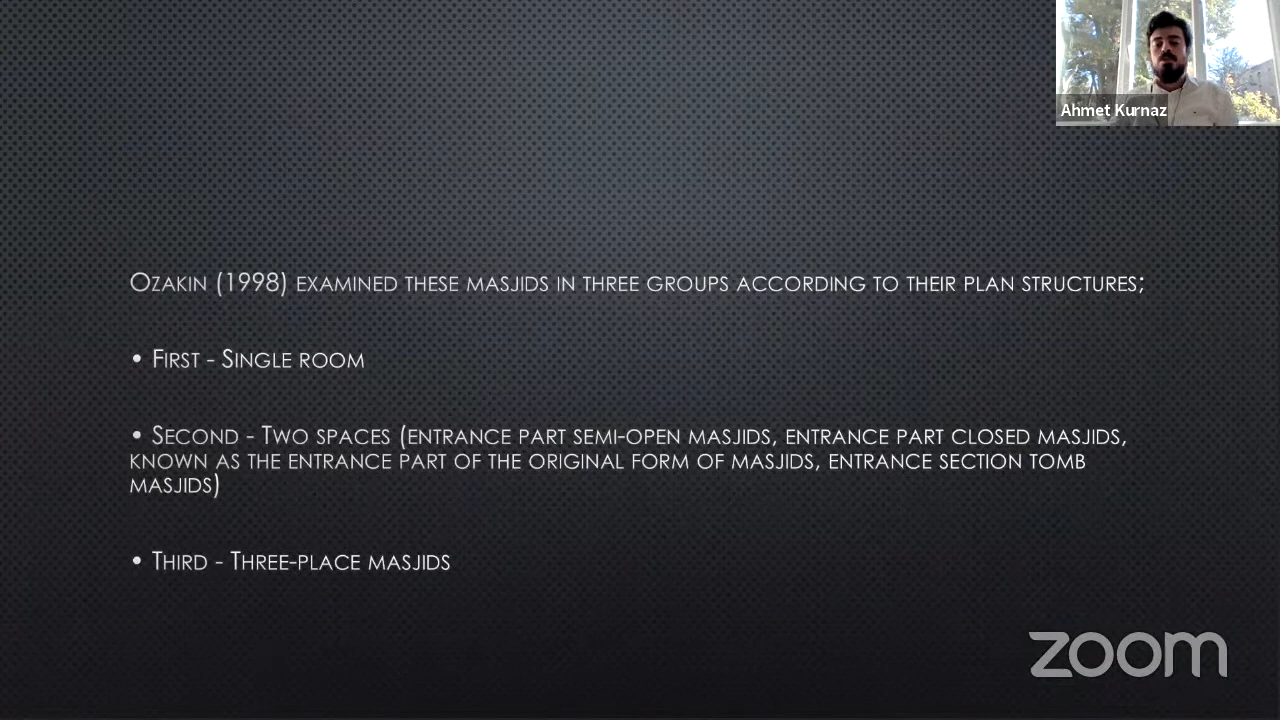 Ahmet Kurnaz
Ozakin (1998) examined these masjids in three groups according to their plan structures;
• First - Single room
• Second - Two spaces (entrance part semi-open masjids, entrance part closed masjids,
known as the entrance part of the original form of masjids, entrance section tomb
masjids)
• Third - Three-place masjids
zoom